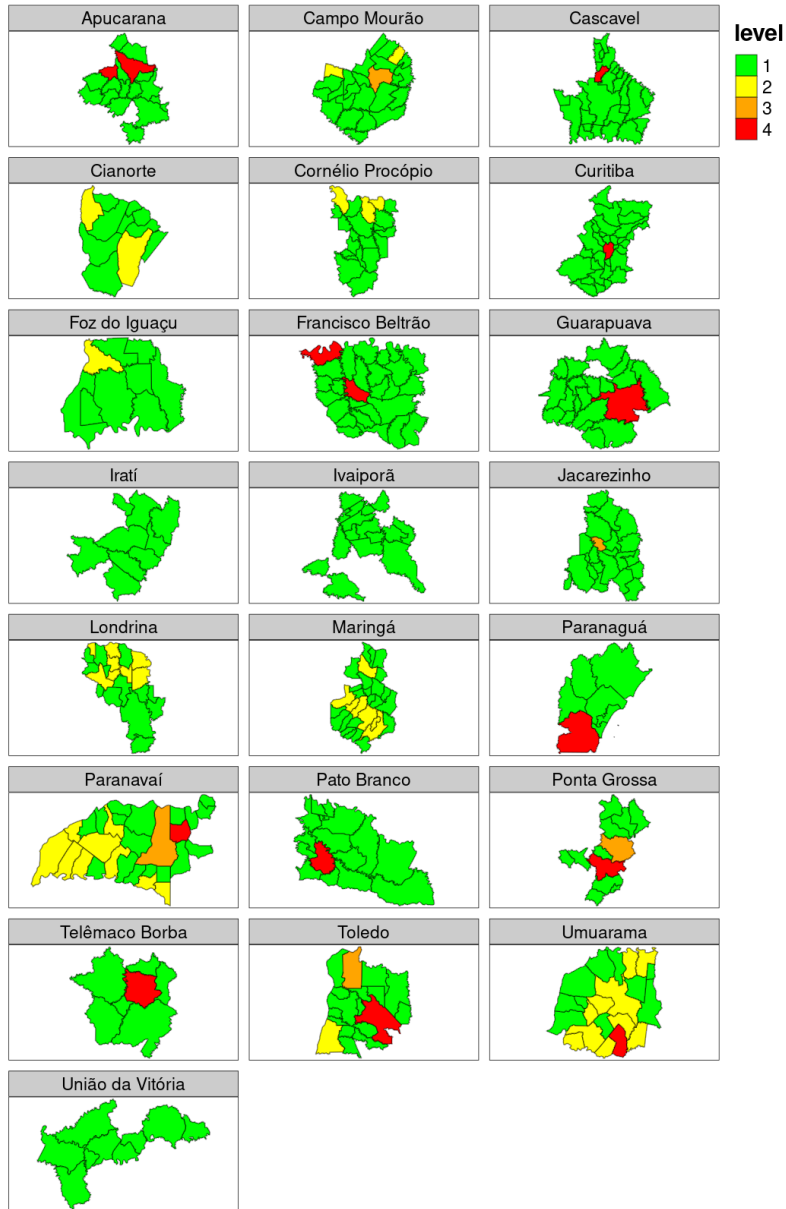 Apucarana
Campo Mourão
Cascavel
level
1
2
3
4
Cianorte
Cornélio Procópio
Curitiba
Foz do Iguaçu
Francisco Beltrão
Guarapuava
Iratí
Ivaiporã
Jacarezinho
Londrina
Maringá
Paranaguá
Paranavaí
Pato Branco
Ponta Grossa
Telêmaco Borba
Toledo
Umuarama
União da Vitória